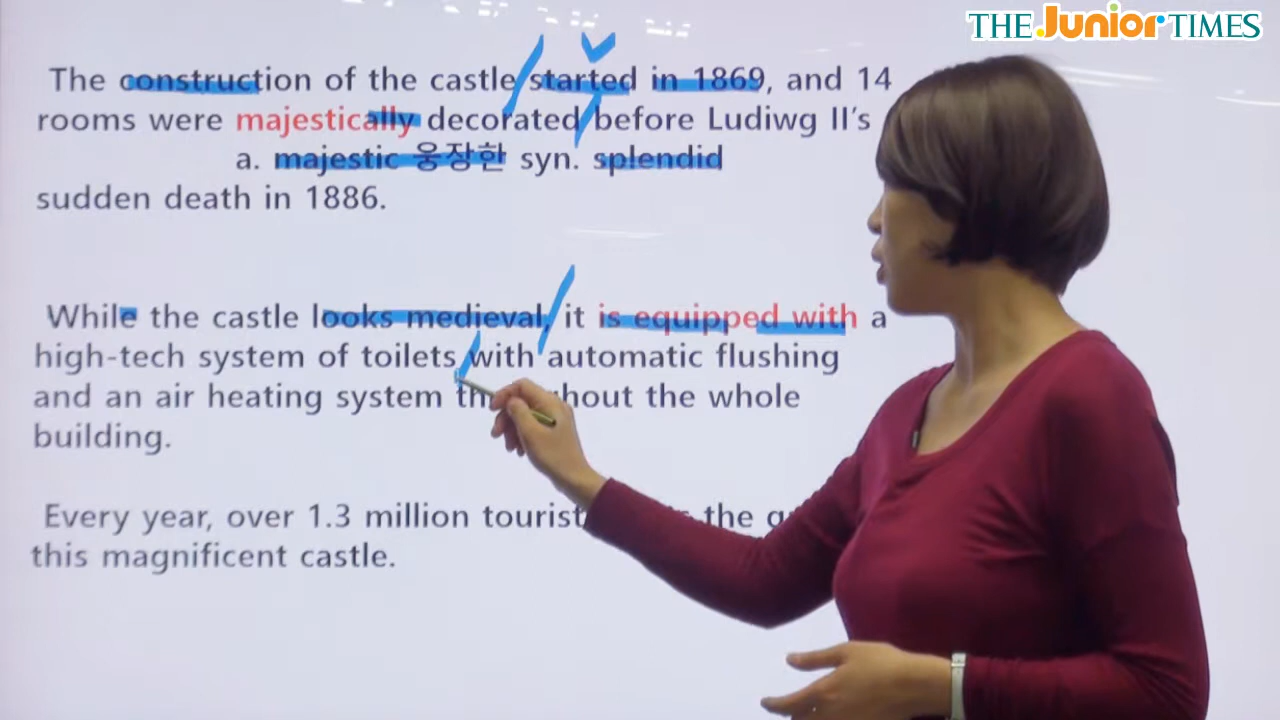 THE Junior TIMES
The construction of the castle started in 1869, and 14
rooms were majestically decorated before Ludiwg II's
a. majestic 웅장한 syn. splendid
sudden death in 1886.
While the castle looks medieval, it is equipped with a
high-tech system of toilets with automatic flushing
and an air heating system the whole
building.
Every year, over 1.3 million the
this magnificent castle.